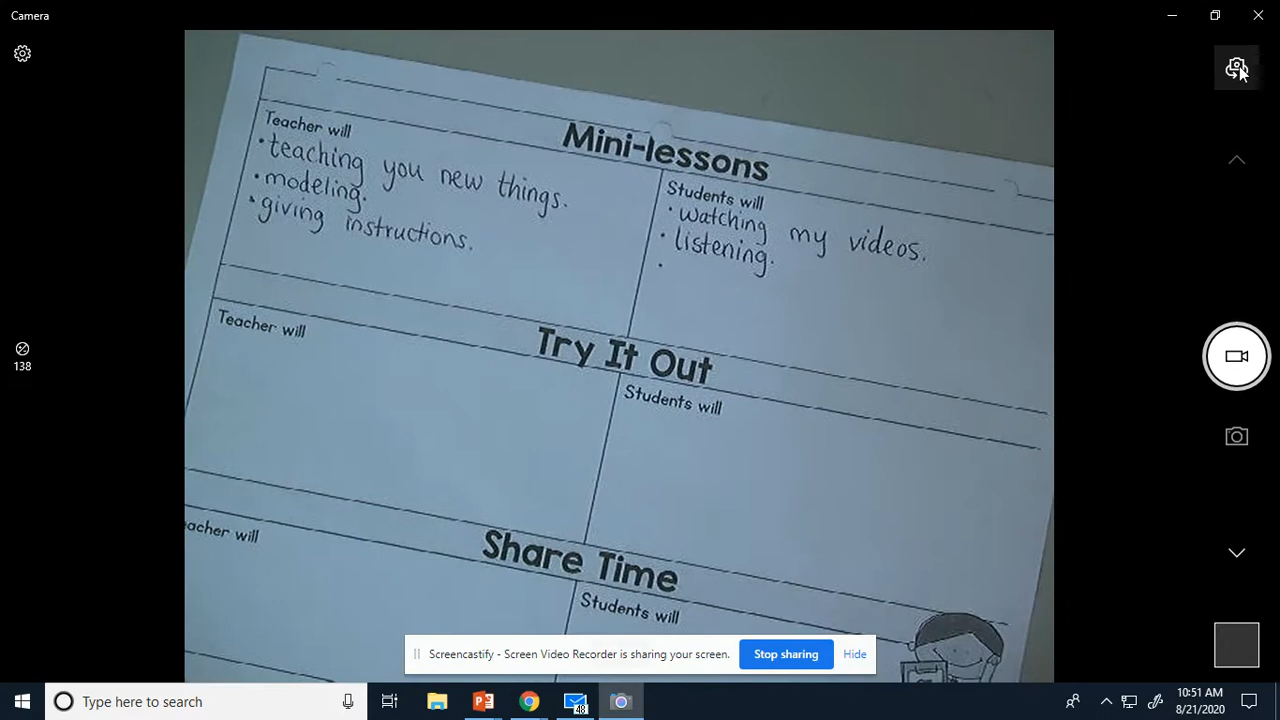 Camera
Mini-lessons
Teacher will
•teaching you new things.
•modeling.
•giving instructions.
Students will
•watching my videos.
•listening.
•
Try It Out
Teacher will
Students will
Share Time
eacher will
Students will
138
Screencastify - Screen Video Recorder is sharing your screen.
Stop sharing
Hide
Type here to search
48
10:51 AM
8/21/2020